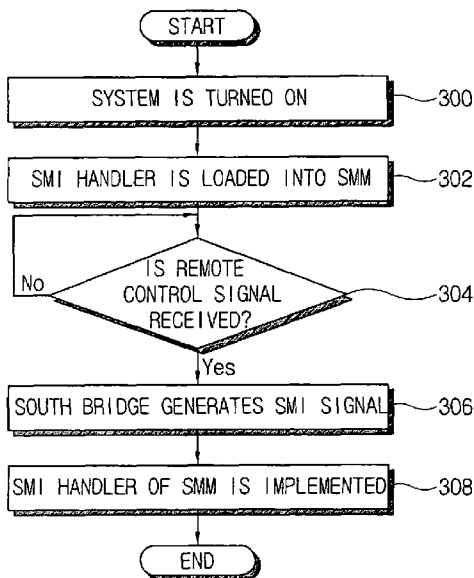 START
SYSTEM IS TURNED ON
300
SMI HANDLER IS LOADED INTO SMM
302
No
IS REMOTE
CONTROL SIGNAL
RECEIVED?
304
Yes
SOUTH BRIDGE GENERATES SMI SIGNAL
306
SMI HANDLER OF SMM IS IMPLEMENTED
308
END